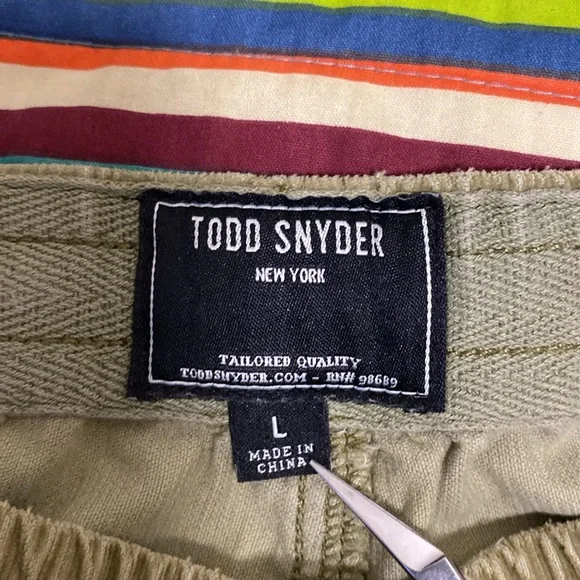 TODD SNYDER
NEW YORK
TAILORED QUALITY
TODDSNYDER.COM - RN# 98689
L
MADE IN
CHINA